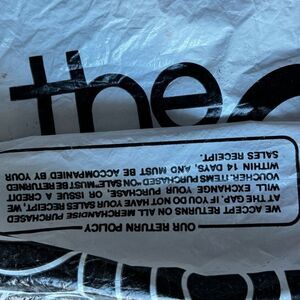 the
OUR RETURN POLICY
WE ACCEPT RETURNS ON ALL MERCHANDISE PURCHASED
AT THE GAP. IF YOU DO NOT HAVE YOUR SALES RECEIPT, WE
WILL EXCHANGE YOUR PURCHASE, OR ISSUE A CREDIT
VOUCHER. ITEMS PURCHASED "ON SALE" MUST BE RETURNED
WITHIN 14 DAYS, AND MUST BE ACCOMPANIED BY YOUR
SALES RECEIPT.